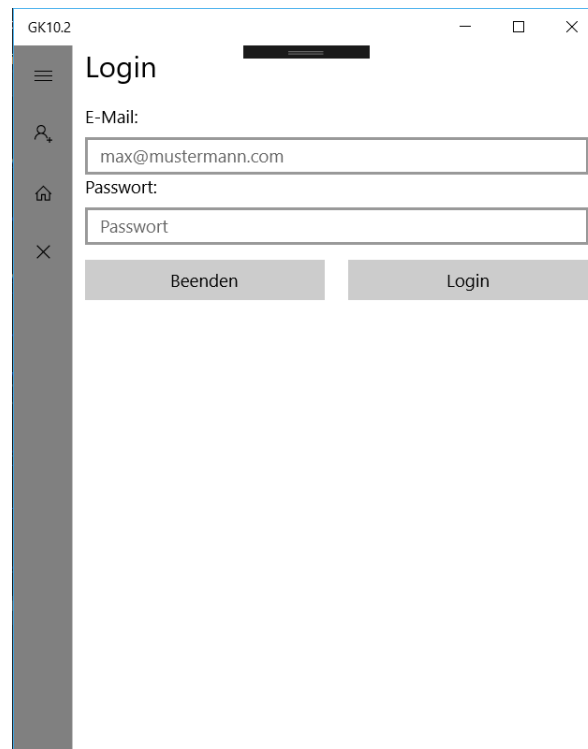 GK10.2
Login
E-Mail:
max@mustermann.com
Passwort:
Passwort
Beenden Login